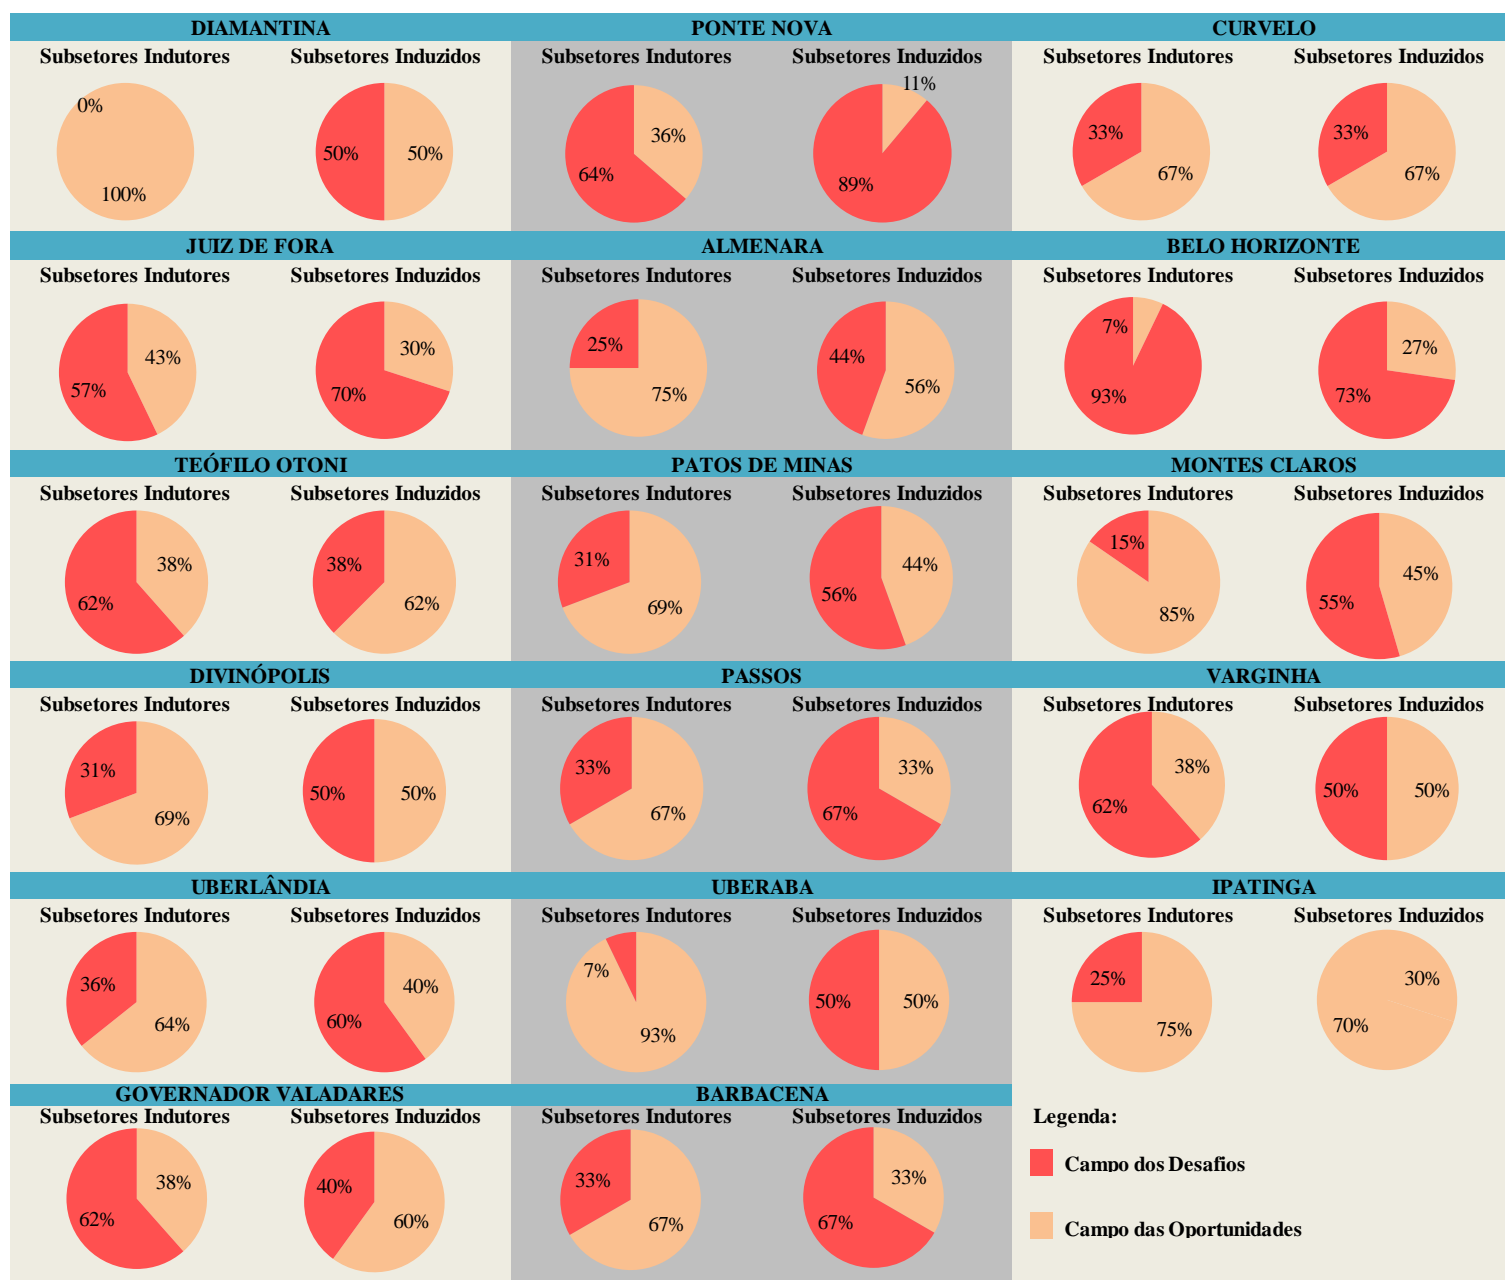 DIAMANTINA
Subsetores Indutores
Subsetores Induzidos
0%
100%
50%
50%
PONTE NOVA
Subsetores Indutores
Subsetores Induzidos
36%
64%
11%
89%
CURVELO
Subsetores Indutores
Subsetores Induzidos
33%
67%
33%
67%
JUIZ DE FORA
Subsetores Indutores
Subsetores Induzidos
43%
57%
30%
70%
ALMENARA
Subsetores Indutores
Subsetores Induzidos
25%
75%
44%
56%
BELO HORIZONTE
Subsetores Indutores
Subsetores Induzidos
7%
93%
27%
73%
TEÓFILO OTONI
Subsetores Indutores
Subsetores Induzidos
38%
62%
38%
62%
PATOS DE MINAS
Subsetores Indutores
Subsetores Induzidos
31%
69%
44%
56%
MONTES CLAROS
Subsetores Indutores
Subsetores Induzidos
15%
85%
45%
55%
DIVINÓPOLIS
Subsetores Indutores
Subsetores Induzidos
31%
69%
50%
50%
PASSOS
Subsetores Indutores
Subsetores Induzidos
33%
67%
33%
67%
VARGINHA
Subsetores Indutores
Subsetores Induzidos
38%
62%
50%
50%
UBERLÂNDIA
Subsetores Indutores
Subsetores Induzidos
36%
64%
40%
60%
UBERABA
Subsetores Indutores
Subsetores Induzidos
7%
93%
50%
50%
IPATINGA
Subsetores Indutores
Subsetores Induzidos
25%
75%
30%
70%
GOVERNADOR VALADARES
Subsetores Indutores
Subsetores Induzidos
38%
62%
40%
60%
BARBACENA
Subsetores Indutores
Subsetores Induzidos
33%
67%
33%
67%
Legenda:
Campo dos Desafios
Campo das Oportunidades